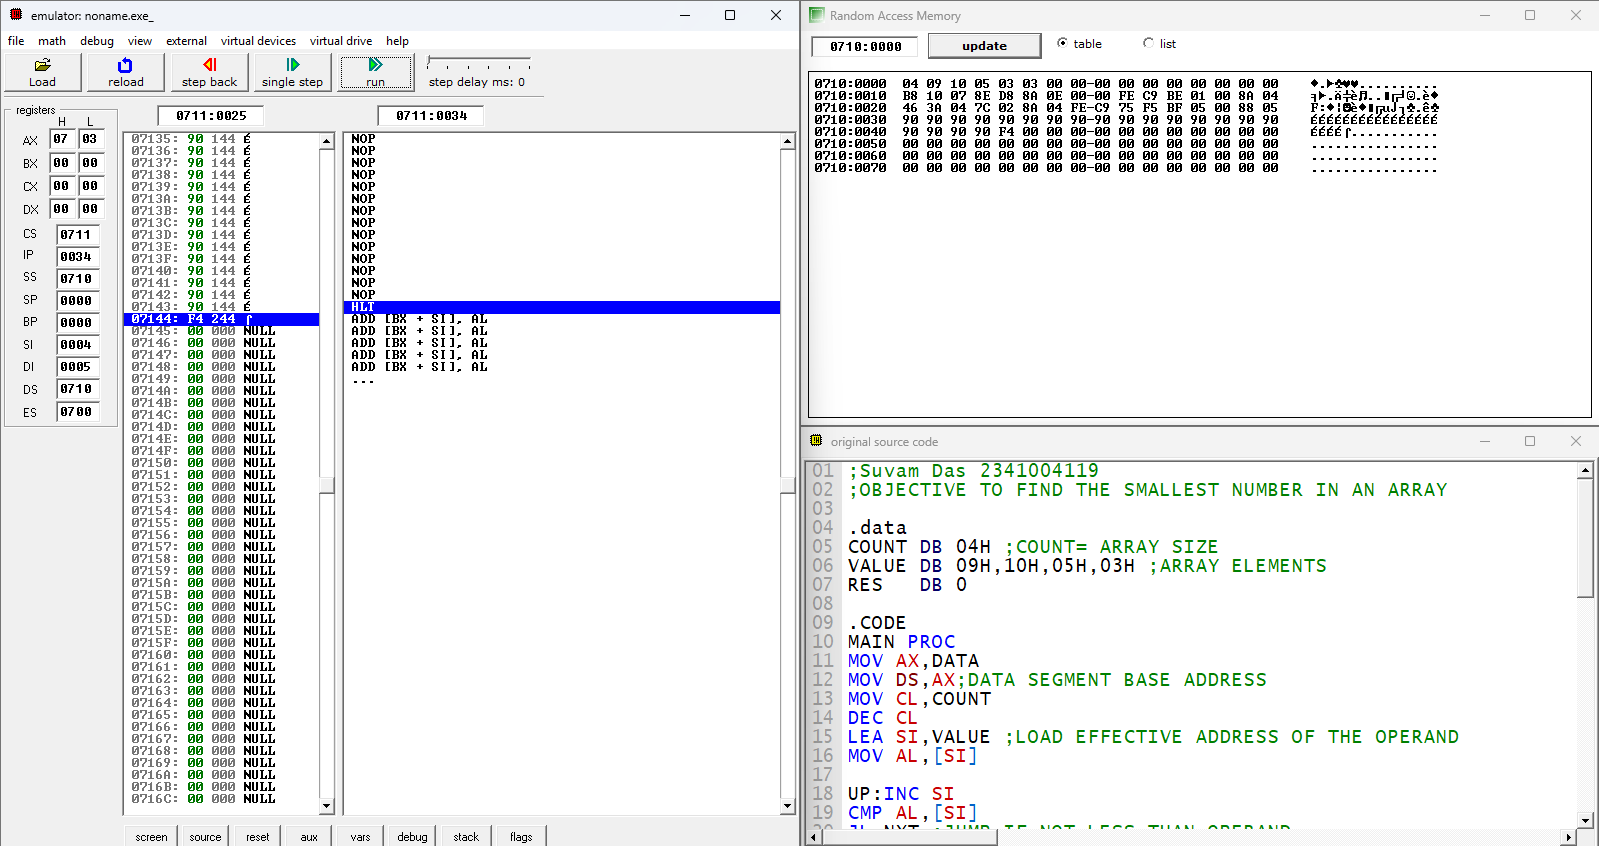 emulator: noname.exe_
file math debug view external virtual devices virtual drive help
Load reload step back single step run step delay ms: 0
registers
H L
AX 07 03
BX 00 00
CX 00 00
DX 00 00
CS 0711
IP 0034
SS 0710
SP 0000
BP 0000
SI 0004
DI 0005
DS 0710
ES 0700
0711:0025
07135: 90 144 É
07136: 90 144 É
07137: 90 144 É
07138: 90 144 É
07139: 90 144 É
0713A: 90 144 É
0713B: 90 144 É
0713C: 90 144 É
0713D: 90 144 É
0713E: 90 144 É
0713F: 90 144 É
07140: 90 144 É
07141: 90 144 É
07142: 90 144 É
07143: 90 144 É
07144: F4 244 ⌠
07145: 00 000 NULL
07146: 00 000 NULL
07147: 00 000 NULL
07148: 00 000 NULL
07149: 00 000 NULL
0714A: 00 000 NULL
0714B: 00 000 NULL
0714C: 00 000 NULL
0714D: 00 000 NULL
0714E: 00 000 NULL
0714F: 00 000 NULL
07150: 00 000 NULL
07151: 00 000 NULL
07152: 00 000 NULL
07153: 00 000 NULL
07154: 00 000 NULL
07155: 00 000 NULL
07156: 00 000 NULL
07157: 00 000 NULL
07158: 00 000 NULL
07159: 00 000 NULL
0715A: 00 000 NULL
0715B: 00 000 NULL
0715C: 00 000 NULL
0715D: 00 000 NULL
0715E: 00 000 NULL
0715F: 00 000 NULL
07160: 00 000 NULL
07161: 00 000 NULL
07162: 00 000 NULL
07163: 00 000 NULL
07164: 00 000 NULL
07165: 00 000 NULL
07166: 00 000 NULL
07167: 00 000 NULL
07168: 00 000 NULL
07169: 00 000 NULL
0716A: 00 000 NULL
0716B: 00 000 NULL
0716C: 00 000 NULL
0711:0034
NOP
NOP
NOP
NOP
NOP
NOP
NOP
NOP
NOP
NOP
NOP
NOP
NOP
NOP
HLT
ADD [BX + SI], AL
ADD [BX + SI], AL
ADD [BX + SI], AL
ADD [BX + SI], AL
ADD [BX + SI], AL
...
screen source reset aux vars debug stack flags
Random Access Memory
0710:0000 update table list
0710:0000 04 09 10 05 03 03 00 00-00 00 00 00 00 00 00 00
0710:0010 B8 10 07 8E D8 8A 0E 00-00 FE C9 BE 01 00 8A 04
0710:0020 46 3A 04 7C 02 8A 04 FE-C9 75 F5 BF 05 00 88 05
0710:0030 90 90 90 90 90 90 90 90-90 90 90 90 90 90 90 90 ÉÉÉÉÉÉÉÉÉÉÉÉÉÉÉÉ
0710:0040 90 90 90 90 F4 00 00 00-00 00 00 00 00 00 00 00 ÉÉÉÉ⌠...........
0710:0050 00 00 00 00 00 00 00 00-00 00 00 00 00 00 00 00 ................
0710:0060 00 00 00 00 00 00 00 00-00 00 00 00 00 00 00 00 ................
0710:0070 00 00 00 00 00 00 00 00-00 00 00 00 00 00 00 00 ................
original source code
01 ;Suvam Das 2341004119
02 ;OBJECTIVE TO FIND THE SMALLEST NUMBER IN AN ARRAY
03
04 .data
05 COUNT DB 04H ;COUNT= ARRAY SIZE
06 VALUE DB 09H,10H,05H,03H ;ARRAY ELEMENTS
07 RES DB 0
08
09 .CODE
10 MAIN PROC
11 MOV AX,DATA
12 MOV DS,AX;DATA SEGMENT BASE ADDRESS
13 MOV CL,COUNT
14 DEC CL
15 LEA SI,VALUE ;LOAD EFFECTIVE ADDRESS OF THE OPERAND
16 MOV AL,[SI]
17
18 UP:INC SI
19 CMP AL,[SI]
20 JL NXT ;JUMP IF NOT LESS THAN OPERAND